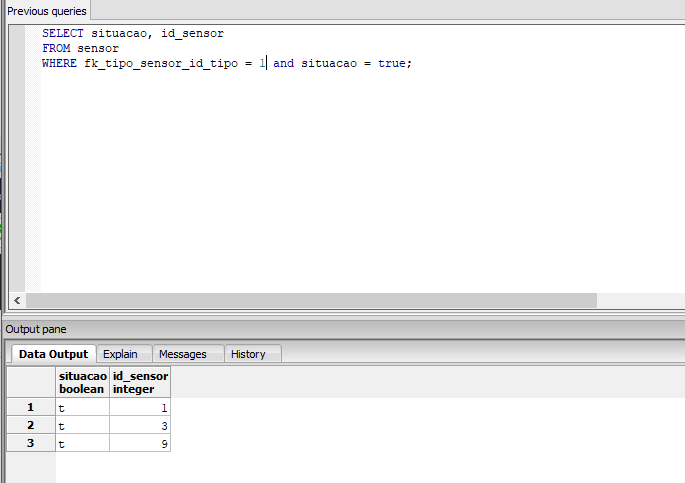 Previous queries
SELECT situacao, id_sensor
FROM sensor
WHERE fk_tipo_sensor_id_tipo = 1 and situacao = true;
Output pane
Data Output Explain Messages History
situacao id_sensor
boolean integer
1 t 1
2 t 3
3 t 9